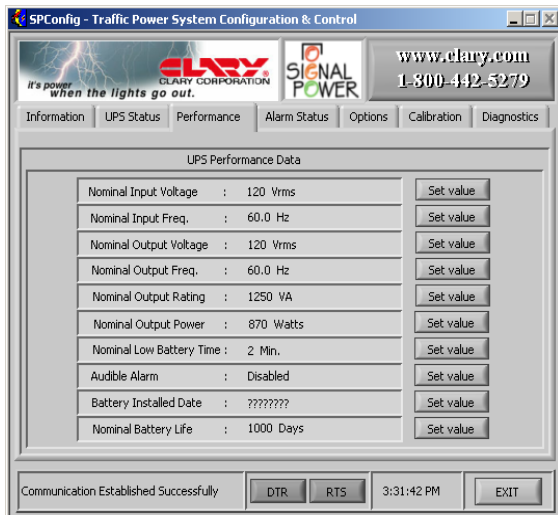 SPConfig - Traffic Power System Configuration & Control
it's power
when the lights go out.
CLARY®
CLARY CORPORATION
SIGNAL
POWER
www.clary.com
1-800-442-5279
Information UPS Status Performance Alarm Status Options Calibration Diagnostics
UPS Performance Data
Nominal Input Voltage : 120 Vrms Set value
Nominal Input Freq. : 60.0 Hz Set value
Nominal Output Voltage : 120 Vrms Set value
Nominal Output Freq. : 60.0 Hz Set value
Nominal Output Rating : 1250 VA Set value
Nominal Output Power : 870 Watts Set value
Nominal Low Battery Time : 2 Min. Set value
Audible Alarm : Disabled Set value
Battery Installed Date : ???????? Set value
Nominal Battery Life : 1000 Days Set value
Communication Established Successfully DTR RTS 3:31:42 PM EXIT